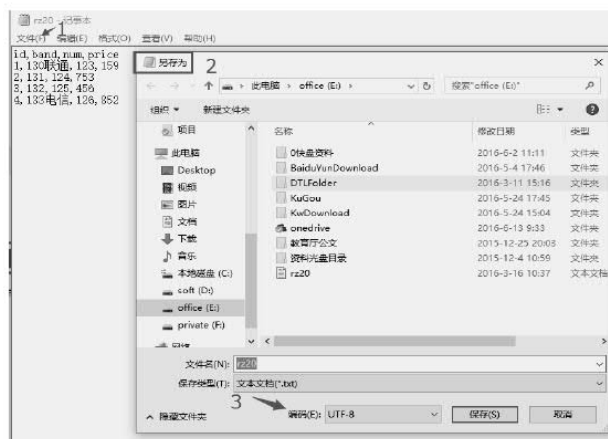 rz20 - 记事本
文件(F) 编辑(E) 格式(O) 查看(V) 帮助(H)
1
id,band,num,price
1,130联通,123,159
2,131,124,753
3,132,125,456
4,133电信,126,852
另存为
2
此电脑 > office (E:) >
搜索"office (E:)"
组织 新建文件夹
名称 修改日期 类型
项目
此电脑
Desktop
视频
图片
文档
下载
音乐
本地磁盘 (C:)
soft (D:)
office (E:)
private (F:)
网络
0快盘资料 2016-6-2 11:11 文件夹
BaiduYunDownload 2016-5-4 17:46 文件夹
DTLFolder 2016-3-11 15:16 文件夹
KuGou 2016-5-24 17:45 文件夹
KwDownload 2016-5-24 15:04 文件夹
onedrive 2016-6-13 9:33 文件夹
教育厅公文 2015-12-25 20:03 文件夹
资料光盘目录 2015-12-4 10:59 文件夹
rz20 2016-3-16 10:37 文本文档
文件名(N): rz20
保存类型(T): 文本文档(*.txt)
3
隐藏文件夹 编码(E): UTF-8 保存(S) 取消